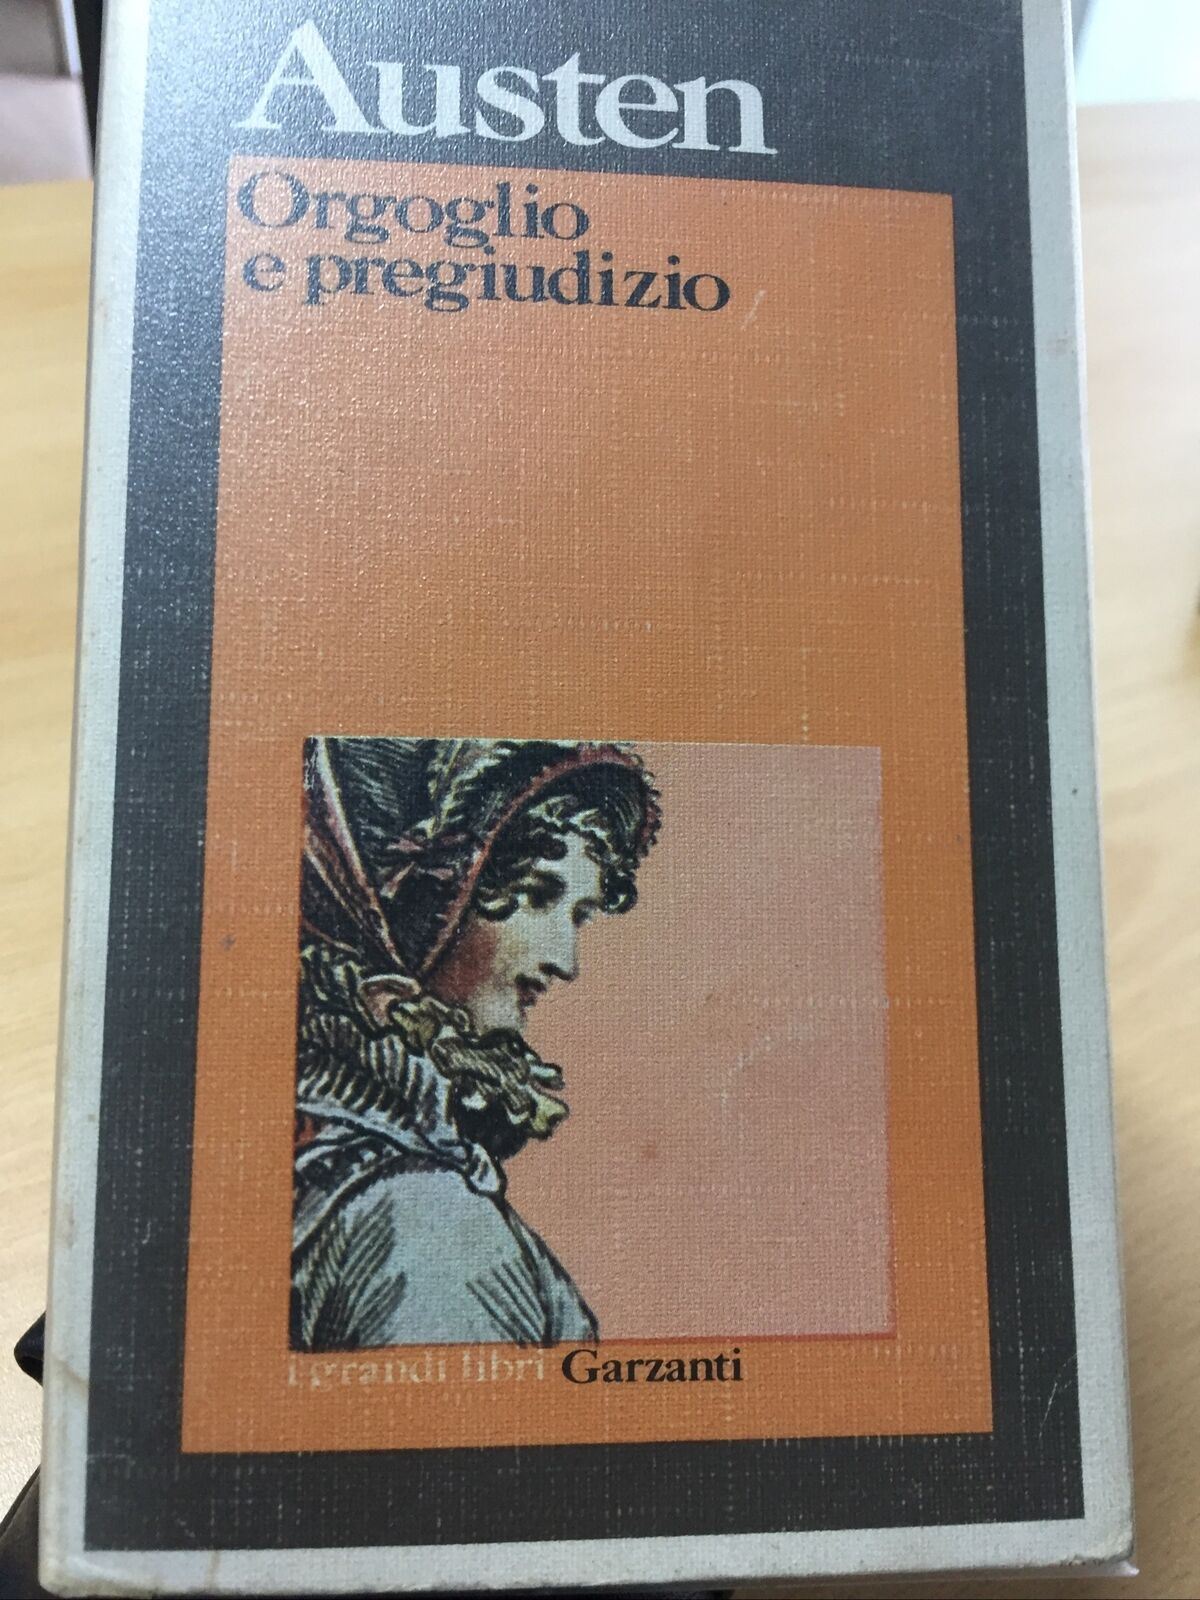 Austen
Orgoglio
e pregiudizio
i grandi libri Garzanti